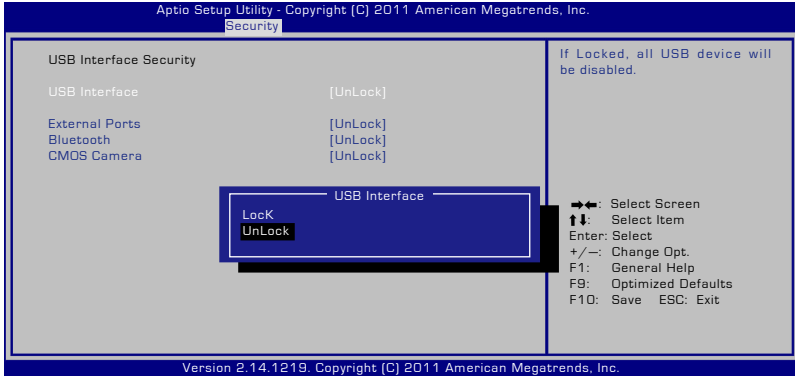 Aptio Setup Utility - Copyright (C) 2011 American Megatrends, Inc.
Security
USB Interface Security
USB Interface [UnLock]
External Ports [UnLock]
Bluetooth [UnLock]
CMOS Camera [UnLock]
USB Interface
LocK
UnLock
If Locked, all USB device will
be disabled.
→←: Select Screen
↑↓: Select Item
Enter: Select
+/—: Change Opt.
F1: General Help
F9: Optimized Defaults
F10: Save ESC: Exit
Version 2.14.1219. Copyright (C) 2011 American Megatrends, Inc.